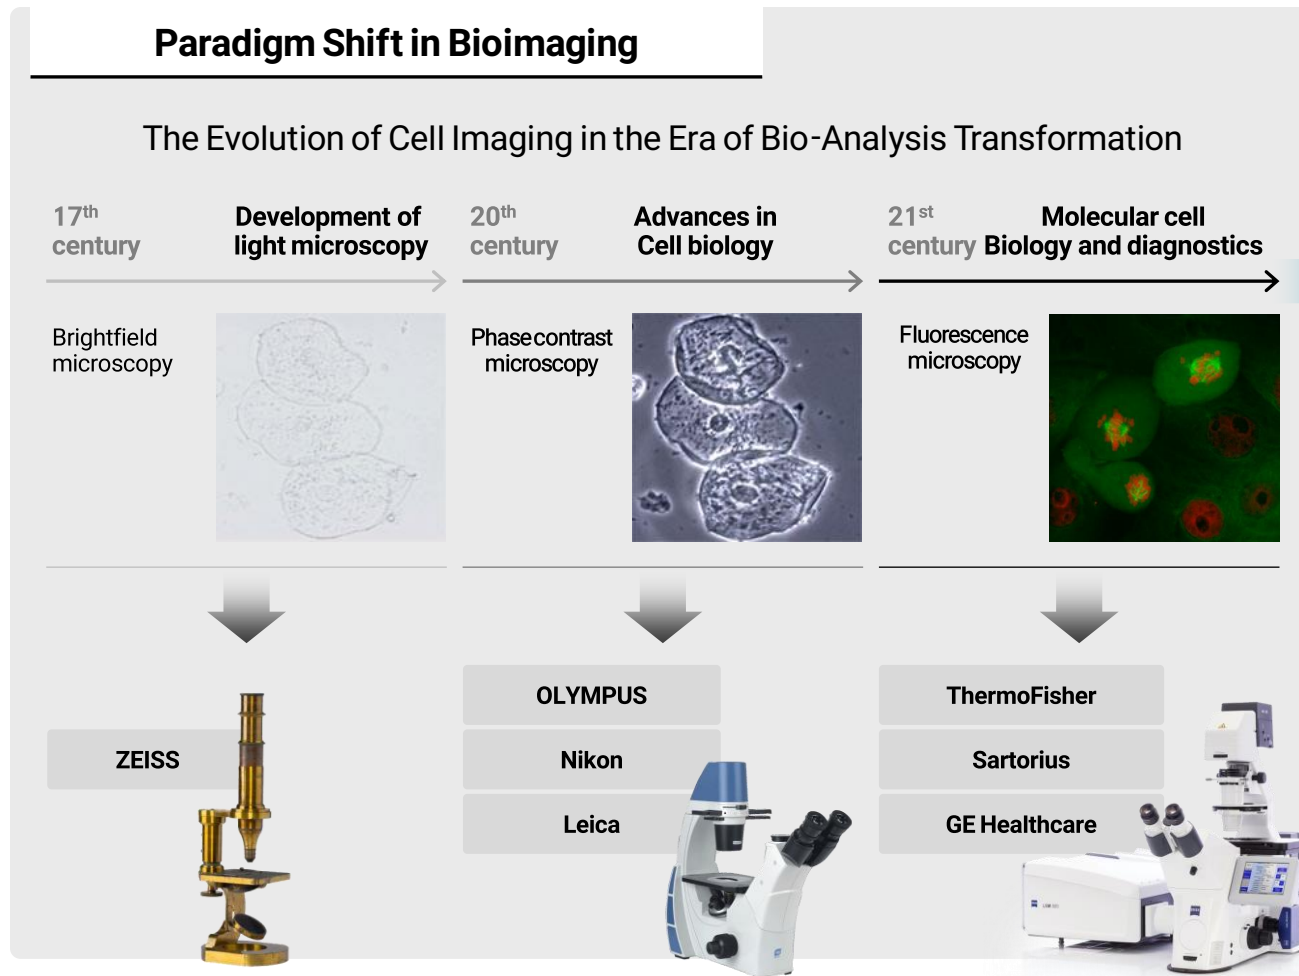 Paradigm Shift in Bioimaging
The Evolution of Cell Imaging in the Era of Bio-Analysis Transformation
17th
century
Development of
light microscopy
20th
century
Advances in
Cell biology
21st
century
Molecular cell
Biology and diagnostics
Brightfield
microscopy
Phase contrast
microscopy
Fluorescence
microscopy
ZEISS
OLYMPUS
Nikon
Leica
ThermoFisher
Sartorius
GE Healthcare